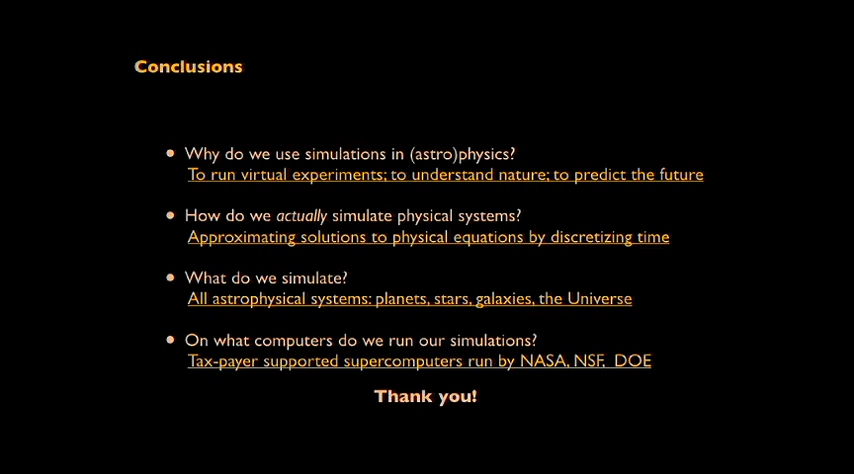 Conclusions
Why do we use simulations in (astro)physics?
To run virtual experiments; to understand nature; to predict the future
How do we actually simulate physical systems?
Approximating solutions to physical equations by discretizing time
What do we simulate?
All astrophysical systems: planets, stars, galaxies, the Universe
On what computers do we run our simulations?
Tax-payer supported supercomputers run by NASA, NSF, DOE
Thank you!